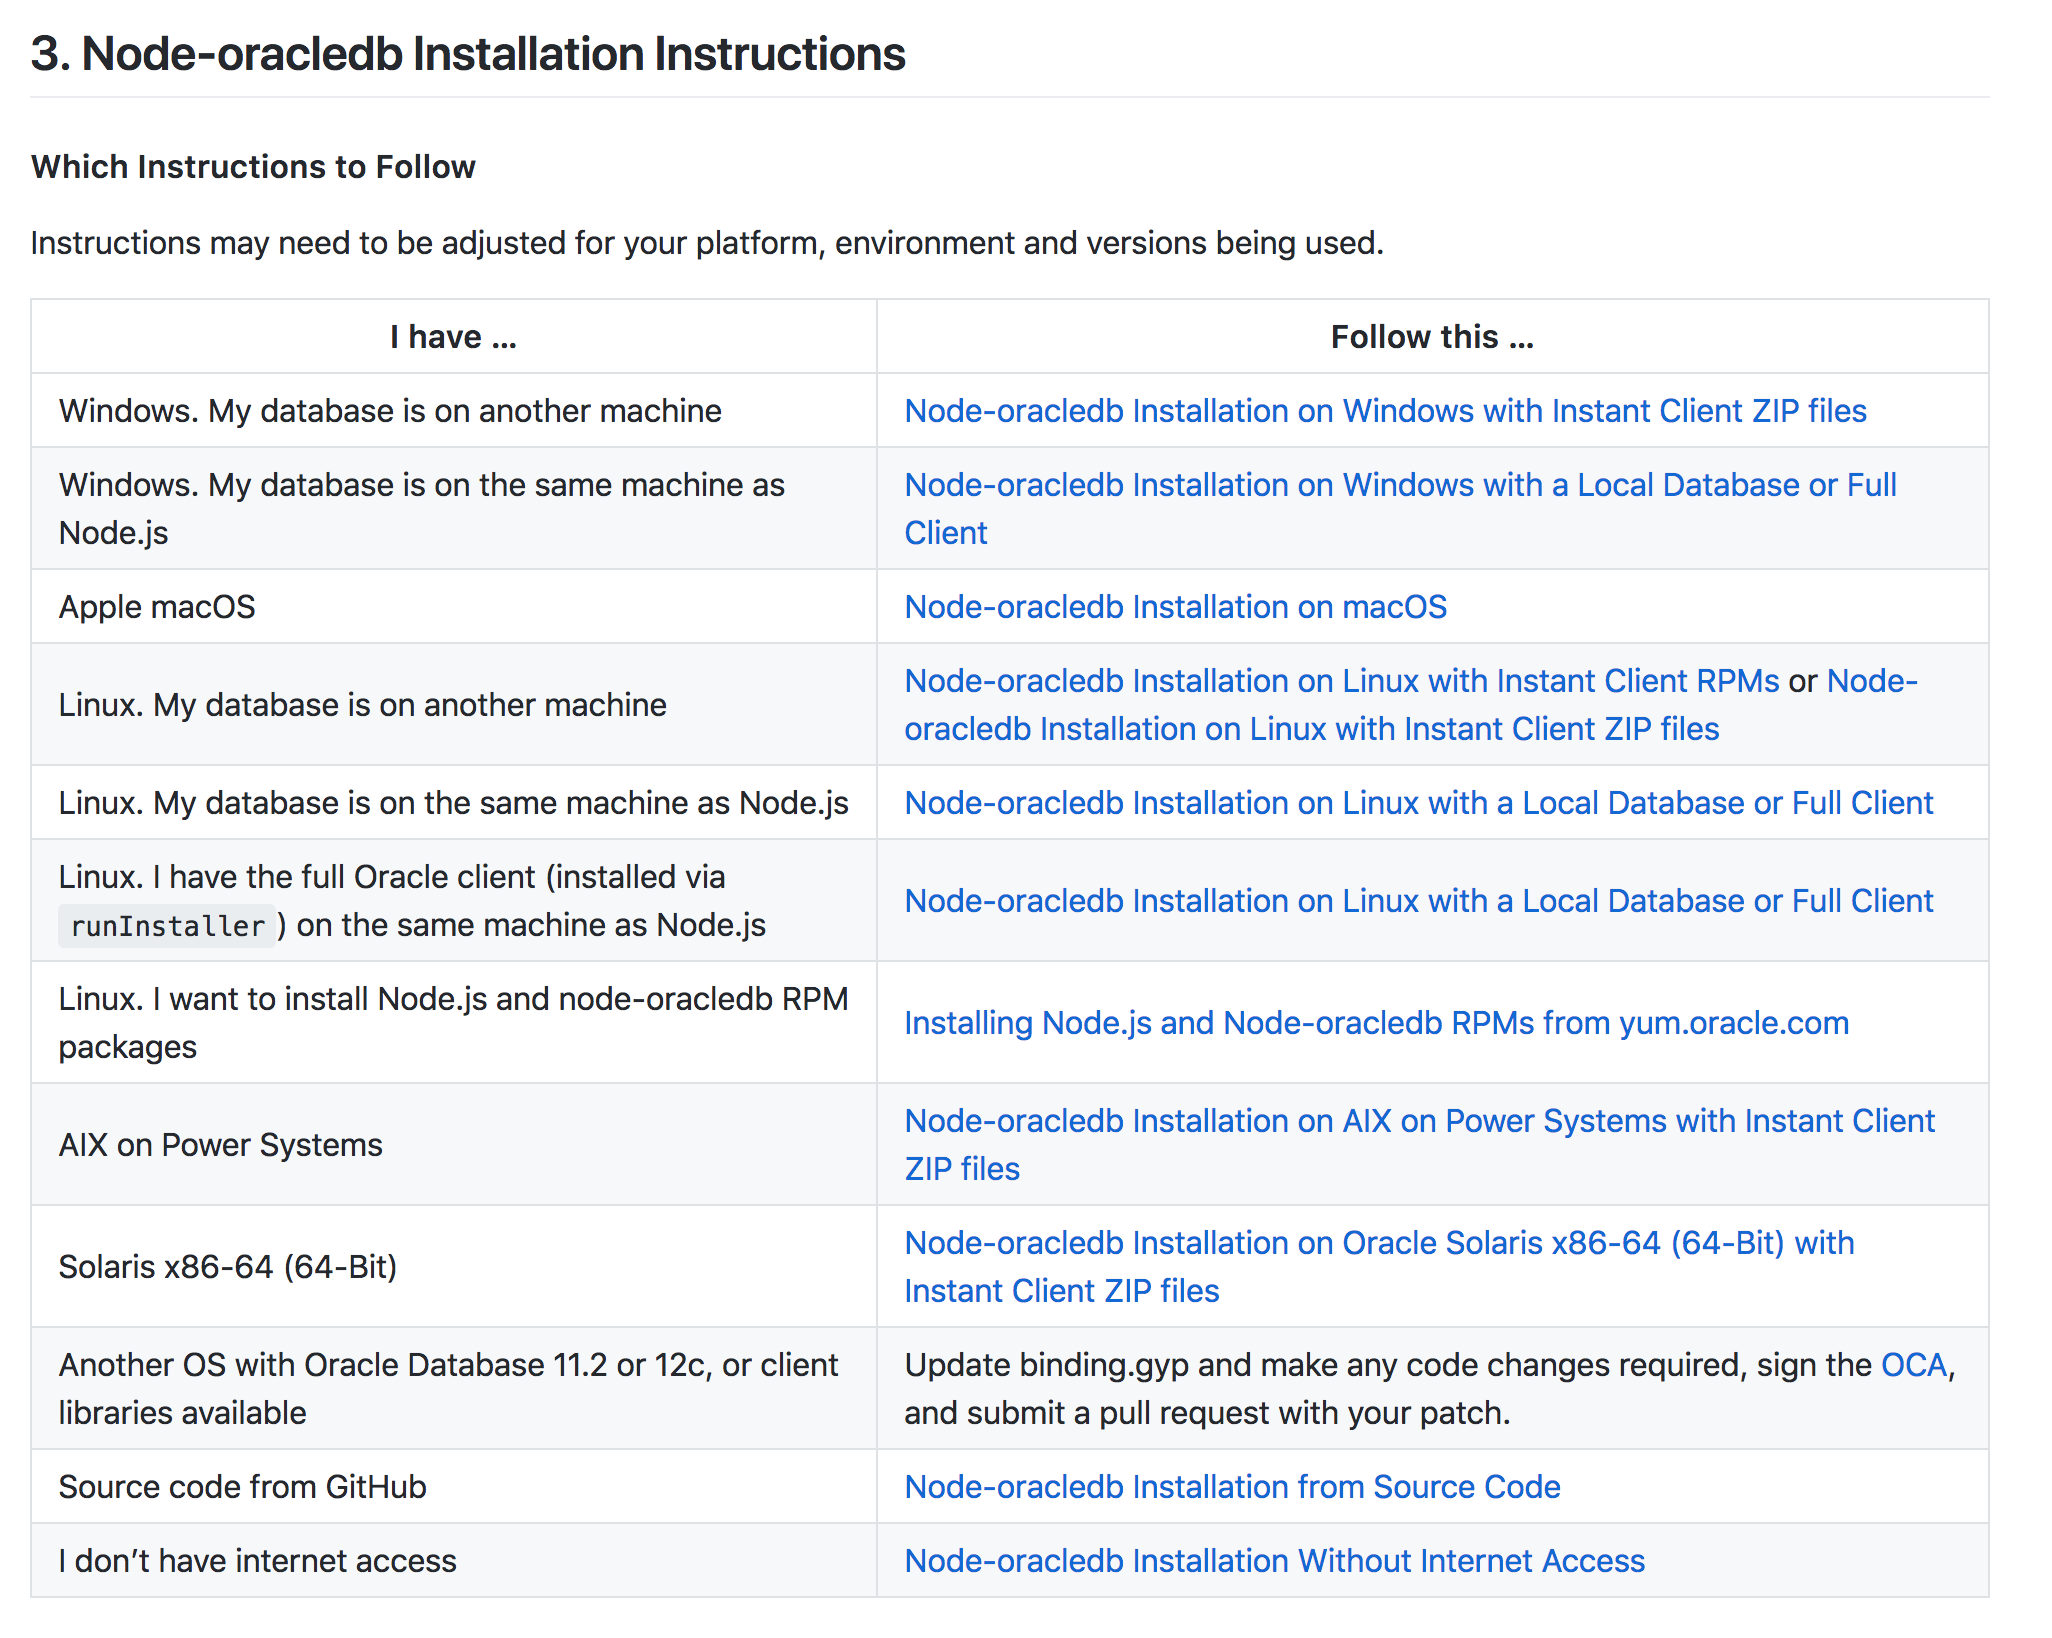 3. Node-oracledb Installation Instructions
Which Instructions to Follow
Instructions may need to be adjusted for your platform, environment and versions being used.
I have ...
Follow this ...
Windows. My database is on another machine
Node-oracledb Installation on Windows with Instant Client ZIP files
Windows. My database is on the same machine as
Node.js
Node-oracledb Installation on Windows with a Local Database or Full
Client
Apple macOS
Node-oracledb Installation on macOS
Linux. My database is on another machine
Node-oracledb Installation on Linux with Instant Client RPMs or Node-
oracledb Installation on Linux with Instant Client ZIP files
Linux. My database is on the same machine as Node.js
Node-oracledb Installation on Linux with a Local Database or Full Client
Linux. I have the full Oracle client (installed via
runInstaller) on the same machine as Node.js
Node-oracledb Installation on Linux with a Local Database or Full Client
Linux. I want to install Node.js and node-oracledb RPM
packages
Installing Node.js and Node-oracledb RPMs from yum.oracle.com
AIX on Power Systems
Node-oracledb Installation on AIX on Power Systems with Instant Client
ZIP files
Solaris x86-64 (64-Bit)
Node-oracledb Installation on Oracle Solaris x86-64 (64-Bit) with
Instant Client ZIP files
Another OS with Oracle Database 11.2 or 12c, or client
libraries available
Update binding.gyp and make any code changes required, sign the OCA,
and submit a pull request with your patch.
Source code from GitHub
Node-oracledb Installation from Source Code
I don’t have internet access
Node-oracledb Installation Without Internet Access